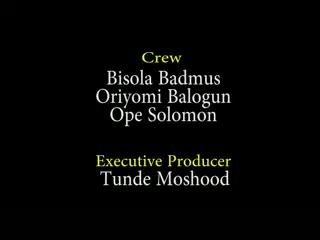 Crew
Bisola Badmus
Oriyomi Balogun
Ope Solomon
Executive Producer
Tunde Moshood